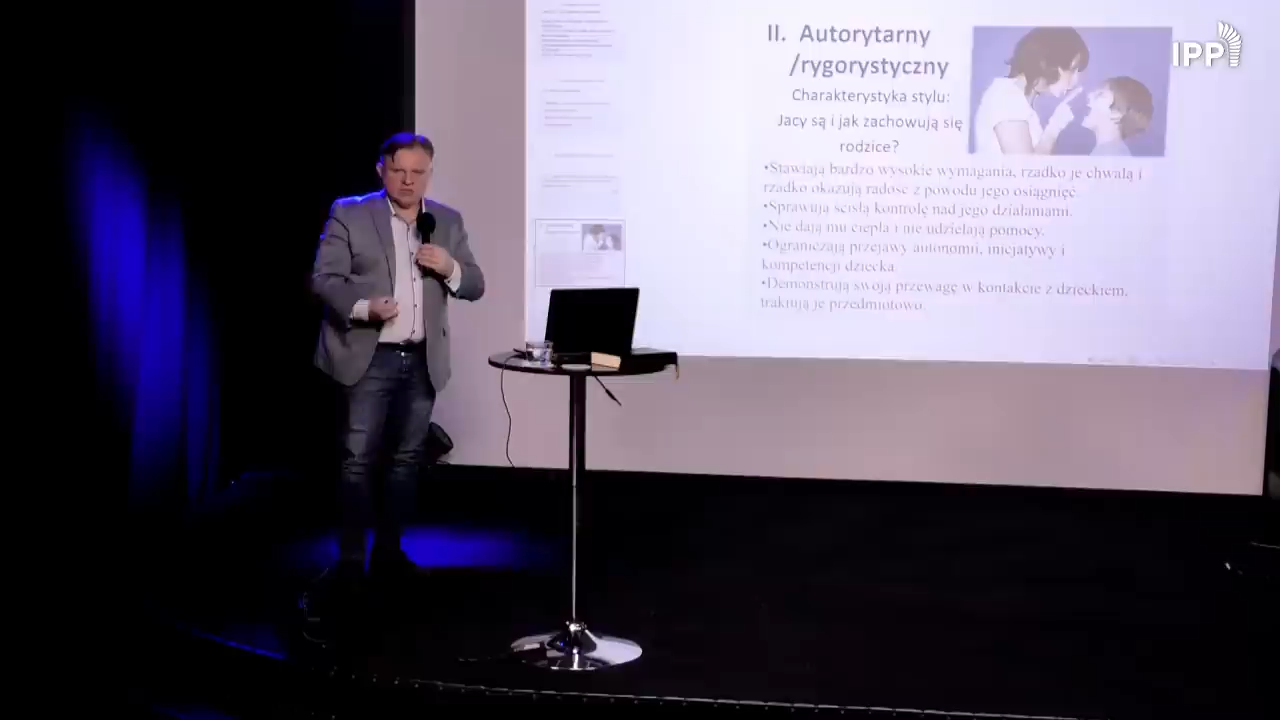 IPP
II. Autorytarny
/rygorystyczny
Charakterystyka stylu:
Jacy są i jak zachowują się
rodzice?
•Stawiają bardzo wysokie wymagania, rzadko je chwalą i
rzadko okazują radość z powodu jego osiągnięć.
•Sprawują ścisłą kontrolę nad jego działaniami.
•Nie dają mu ciepła i nie udzielają pomocy.
•Ograniczają przejawy autonomii, inicjatywy i
kompetencji dziecka.
•Demonstrują swoją przewagę w kontakcie z dzieckiem,
traktują je przedmiotowo.